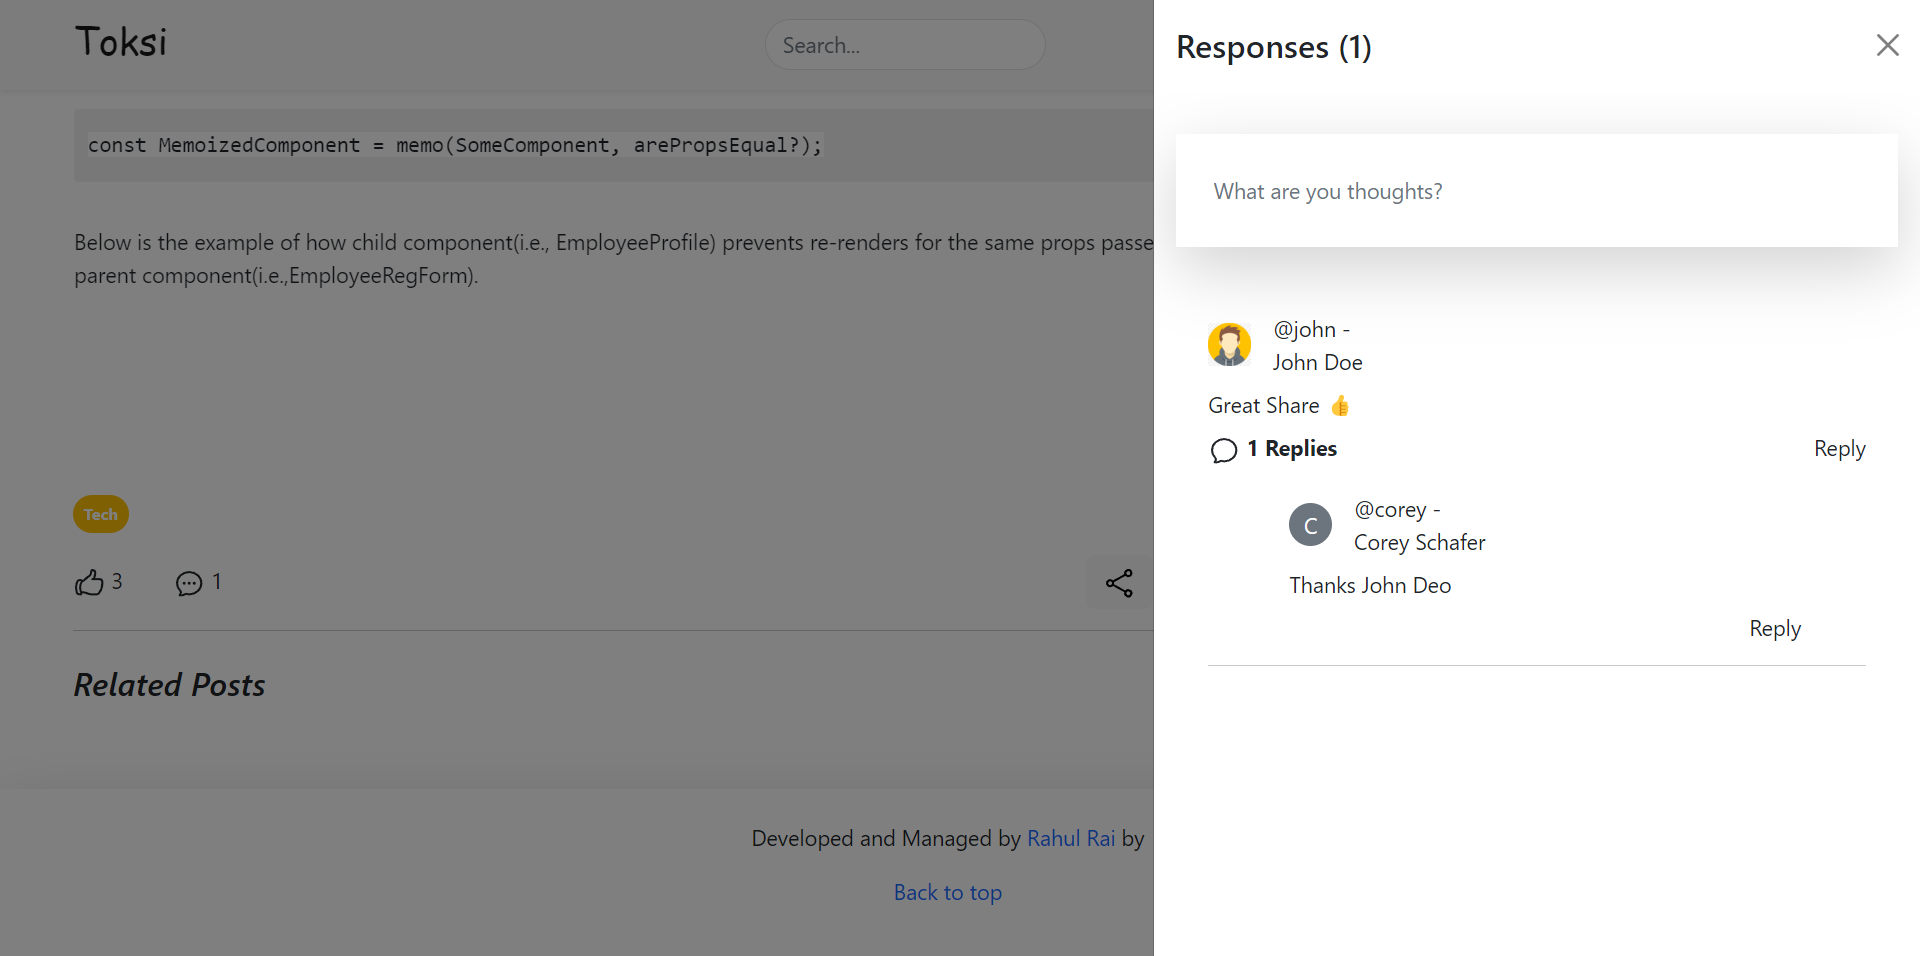 Toksi
Search...
const MemoizedComponent = memo(SomeComponent, arePropsEqual?);
Below is the example of how child component(i.e., EmployeeProfile) prevents re-renders for the same props passe
parent component(i.e.,EmployeeRegForm).
Tech
3
1
Related Posts
Developed and Managed by Rahul Rai by
Back to top
Responses (1)
What are you thoughts?
@john -
John Doe
Great Share 👍
1 Replies
Reply
C
@corey -
Corey Schafer
Thanks John Deo
Reply